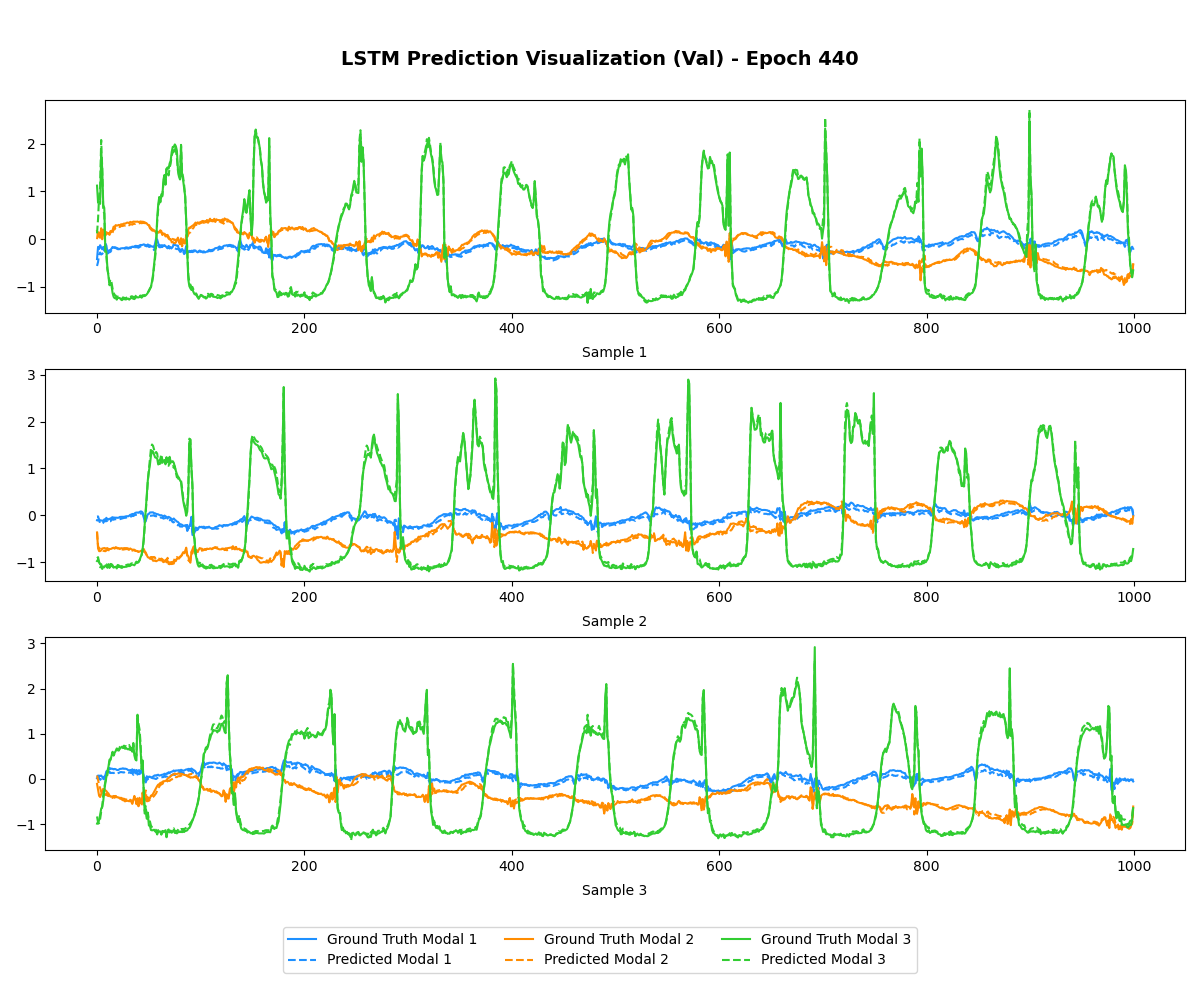 LSTM Prediction Visualization (Val) - Epoch 440
2
1
0
−1
0 200 400 600 800 1000
Sample 1
3
2
1
0
−1
0 200 400 600 800 1000
Sample 2
3
2
1
0
−1
0 200 400 600 800 1000
Sample 3
Ground Truth Modal 1 Ground Truth Modal 2 Ground Truth Modal 3
Predicted Modal 1 Predicted Modal 2 Predicted Modal 3